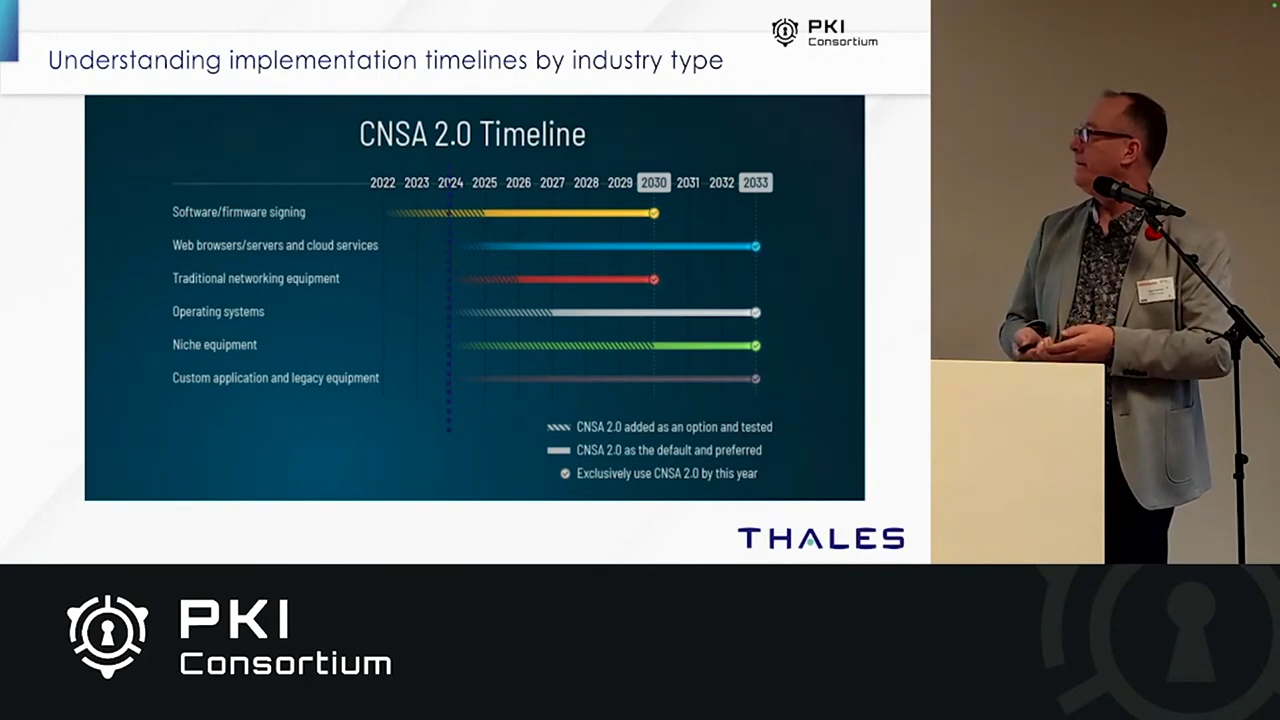 PKI
Consortium
Understanding implementation timelines by industry type
CNSA 2.0 Timeline
2022 2023 2024 2025 2026 2027 2028 2029 2030 2031 2032 2033
Software/firmware signing
Web browsers/servers and cloud services
Traditional networking equipment
Operating systems
Niche equipment
Custom application and legacy equipment
CNSA 2.0 added as an option and tested
CNSA 2.0 as the default and preferred
Exclusively use CNSA 2.0 by this year
THALES
PKI
Consortium